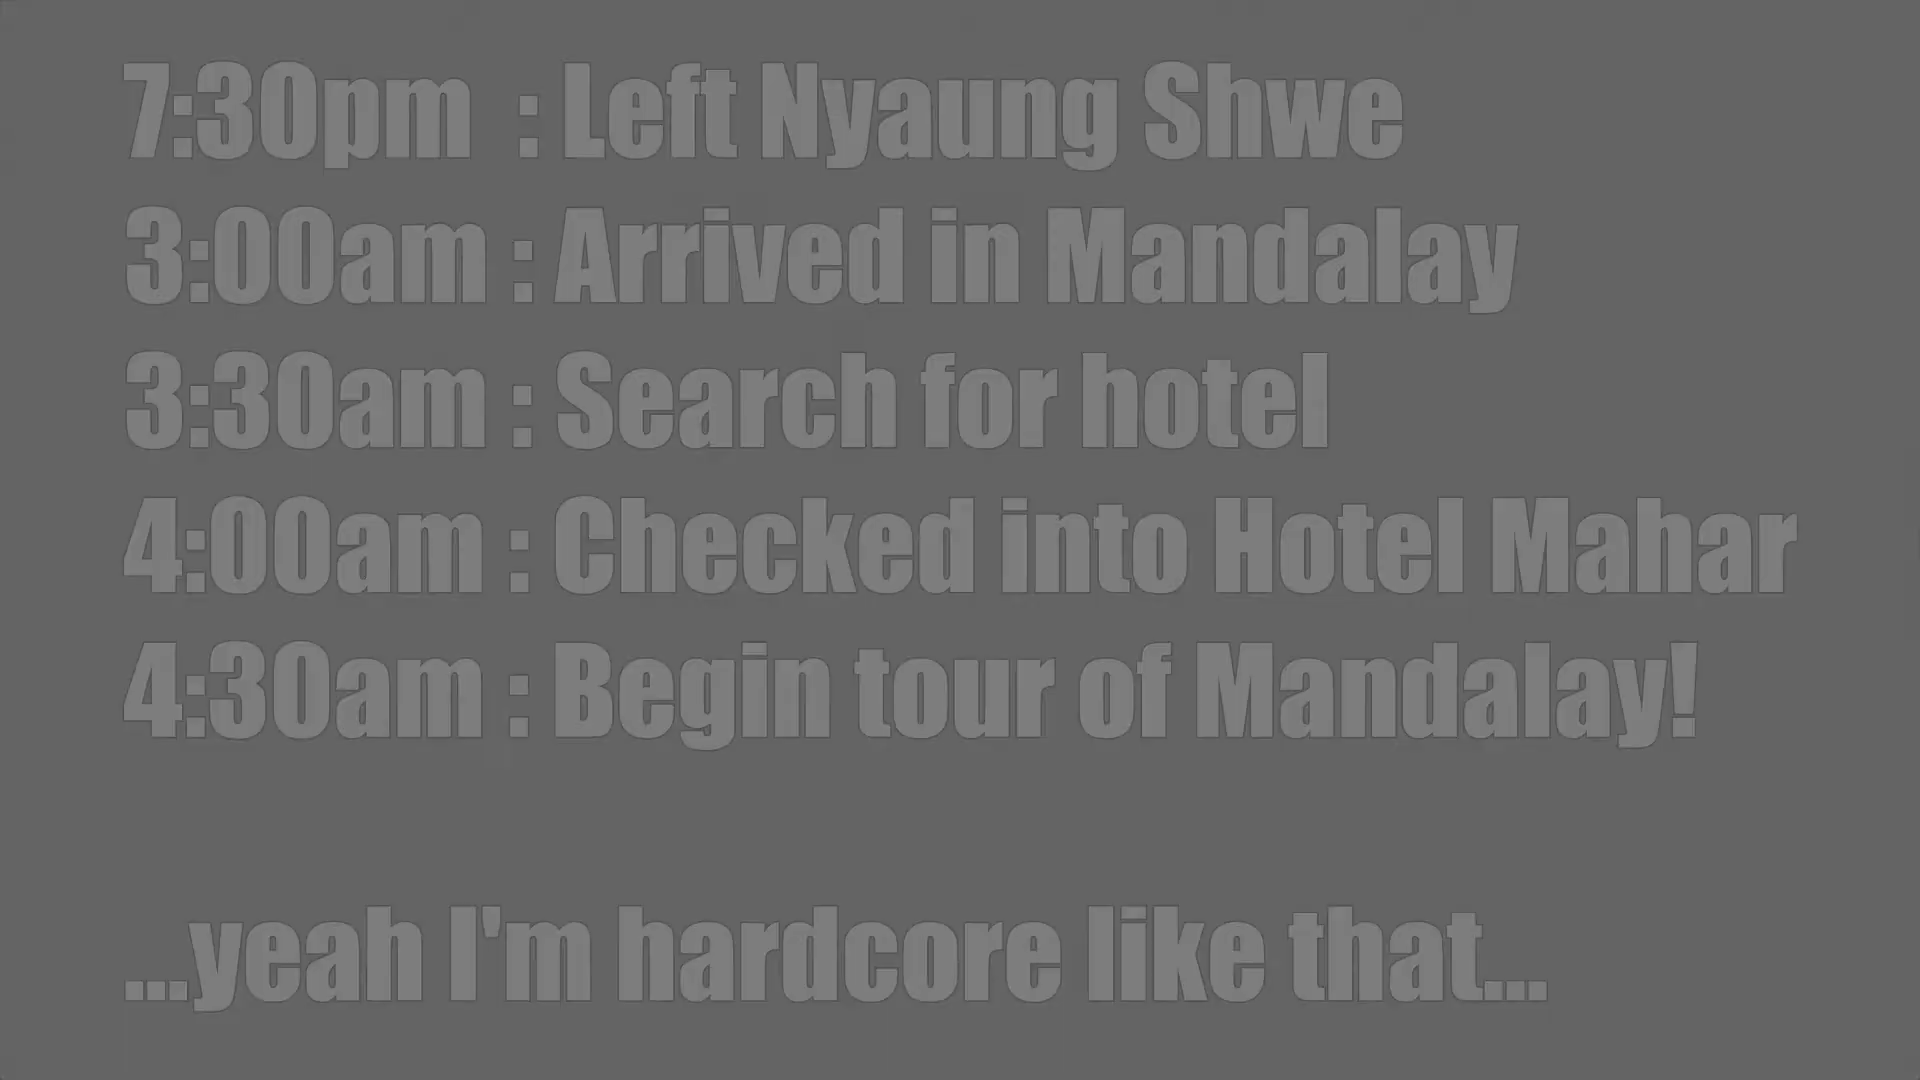 7:30pm : Left Nyaung Shwe
3:00am : Arrived in Mandalay
3:30am : Search for hotel
4:00am : Checked into Hotel Mahar
4:30am : Begin tour of Mandalay!
...yeah I'm hardcore like that...